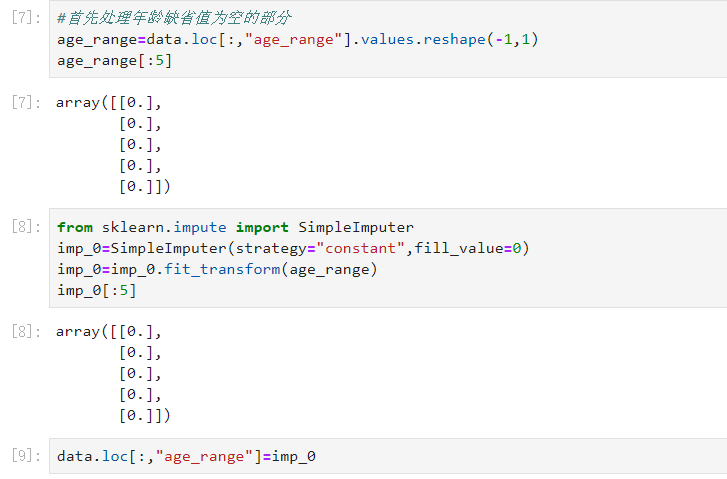 [7]: #首先处理年龄缺省值为空的部分
age_range=data.loc[:,"age_range"].values.reshape(-1,1)
age_range[:5]
[7]: array([[0.],
[0.],
[0.],
[0.],
[0.]])
[8]: from sklearn.impute import SimpleImputer
imp_0=SimpleImputer(strategy="constant",fill_value=0)
imp_0=imp_0.fit_transform(age_range)
imp_0[:5]
[8]: array([[0.],
[0.],
[0.],
[0.],
[0.]])
[9]: data.loc[:,"age_range"]=imp_0